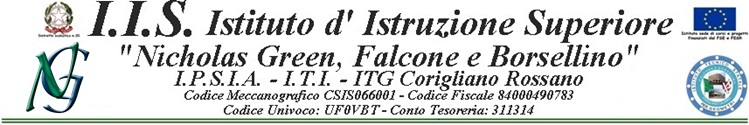 I.I.S. Istituto d' Istruzione Superiore
"Nicholas Green, Falcone e Borsellino"
I.P.S.I.A. - I.T.I. - ITG Corigliano Rossano
Codice Meccanografico CSIS066001 - Codice Fiscale 84000490783
Codice Univoco: UF0VBT - Conto Tesoreria: 311314
NG